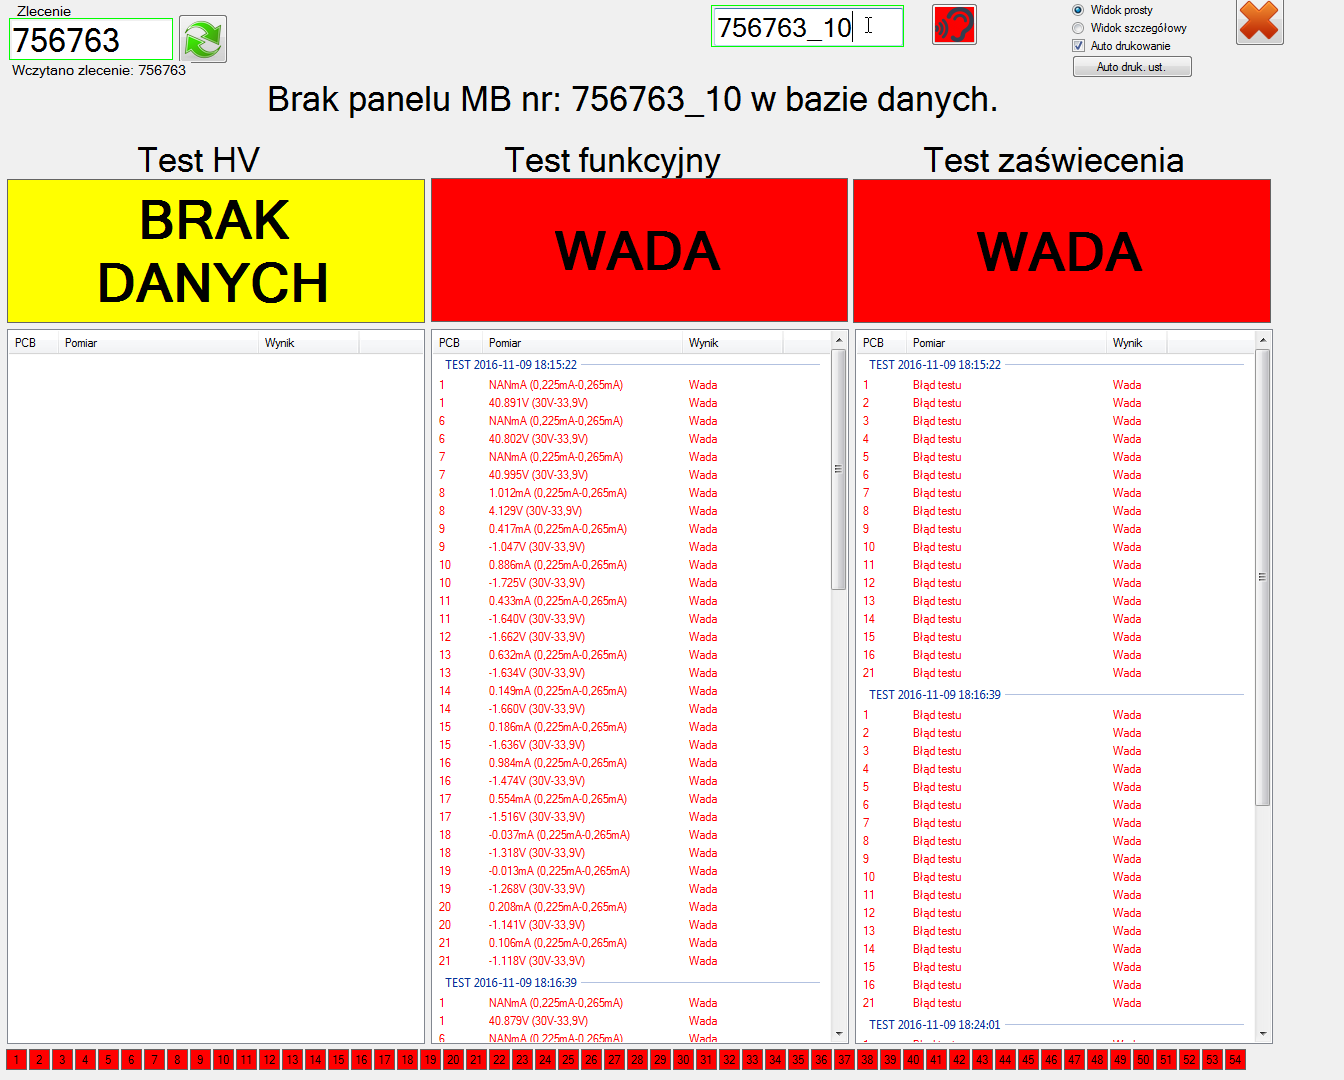 Zlecenie
756763
Wczytano zlecenie: 756763
756763_10
Widok prosty
Widok szczegółowy
Auto drukowanie
Auto druk. ust.
Brak panelu MB nr: 756763_10 w bazie danych.
Test HV
BRAK
DANYCH
PCB Pomiar Wynik
Test funkcyjny
WADA
PCB Pomiar Wynik
TEST 2016-11-09 18:15:22
1 NANmA (0,225mA-0,265mA) Wada
1 40.891V (30V-33,9V) Wada
6 NANmA (0,225mA-0,265mA) Wada
6 40.802V (30V-33,9V) Wada
7 NANmA (0,225mA-0,265mA) Wada
7 40.995V (30V-33,9V) Wada
8 1.012mA (0,225mA-0,265mA) Wada
8 4.129V (30V-33,9V) Wada
9 0.417mA (0,225mA-0,265mA) Wada
9 -1.047V (30V-33,9V) Wada
10 0.886mA (0,225mA-0,265mA) Wada
10 -1.725V (30V-33,9V) Wada
11 0.433mA (0,225mA-0,265mA) Wada
11 -1.640V (30V-33,9V) Wada
12 -1.662V (30V-33,9V) Wada
13 0.632mA (0,225mA-0,265mA) Wada
13 -1.634V (30V-33,9V) Wada
14 0.149mA (0,225mA-0,265mA) Wada
14 -1.660V (30V-33,9V) Wada
15 0.186mA (0,225mA-0,265mA) Wada
15 -1.636V (30V-33,9V) Wada
16 0.984mA (0,225mA-0,265mA) Wada
16 -1.474V (30V-33,9V) Wada
17 0.554mA (0,225mA-0,265mA) Wada
17 -1.516V (30V-33,9V) Wada
18 -0.037mA (0,225mA-0,265mA) Wada
18 -1.318V (30V-33,9V) Wada
19 -0.013mA (0,225mA-0,265mA) Wada
19 -1.268V (30V-33,9V) Wada
20 0.208mA (0,225mA-0,265mA) Wada
20 -1.141V (30V-33,9V) Wada
21 0.106mA (0,225mA-0,265mA) Wada
21 -1.118V (30V-33,9V) Wada
TEST 2016-11-09 18:16:39
1 NANmA (0,225mA-0,265mA) Wada
1 40.879V (30V-33,9V) Wada
6 NANmA (0,225mA-0,265mA) Wada
Test zaświecenia
WADA
PCB Pomiar Wynik
TEST 2016-11-09 18:15:22
1 Błąd testu Wada
2 Błąd testu Wada
3 Błąd testu Wada
4 Błąd testu Wada
5 Błąd testu Wada
6 Błąd testu Wada
7 Błąd testu Wada
8 Błąd testu Wada
9 Błąd testu Wada
10 Błąd testu Wada
11 Błąd testu Wada
12 Błąd testu Wada
13 Błąd testu Wada
14 Błąd testu Wada
15 Błąd testu Wada
16 Błąd testu Wada
21 Błąd testu Wada
TEST 2016-11-09 18:16:39
1 Błąd testu Wada
2 Błąd testu Wada
3 Błąd testu Wada
4 Błąd testu Wada
5 Błąd testu Wada
6 Błąd testu Wada
7 Błąd testu Wada
8 Błąd testu Wada
9 Błąd testu Wada
10 Błąd testu Wada
11 Błąd testu Wada
12 Błąd testu Wada
13 Błąd testu Wada
14 Błąd testu Wada
15 Błąd testu Wada
16 Błąd testu Wada
21 Błąd testu Wada
TEST 2016-11-09 18:24:01
1 2 3 4 5 6 7 8 9 10 11 12 13 14 15 16 17 18 19 20 21 22 23 24 25 26 27 28 29 30 31 32 33 34 35 36 37 38 39 40 41 42 43 44 45 46 47 48 49 50 51 52 53 54